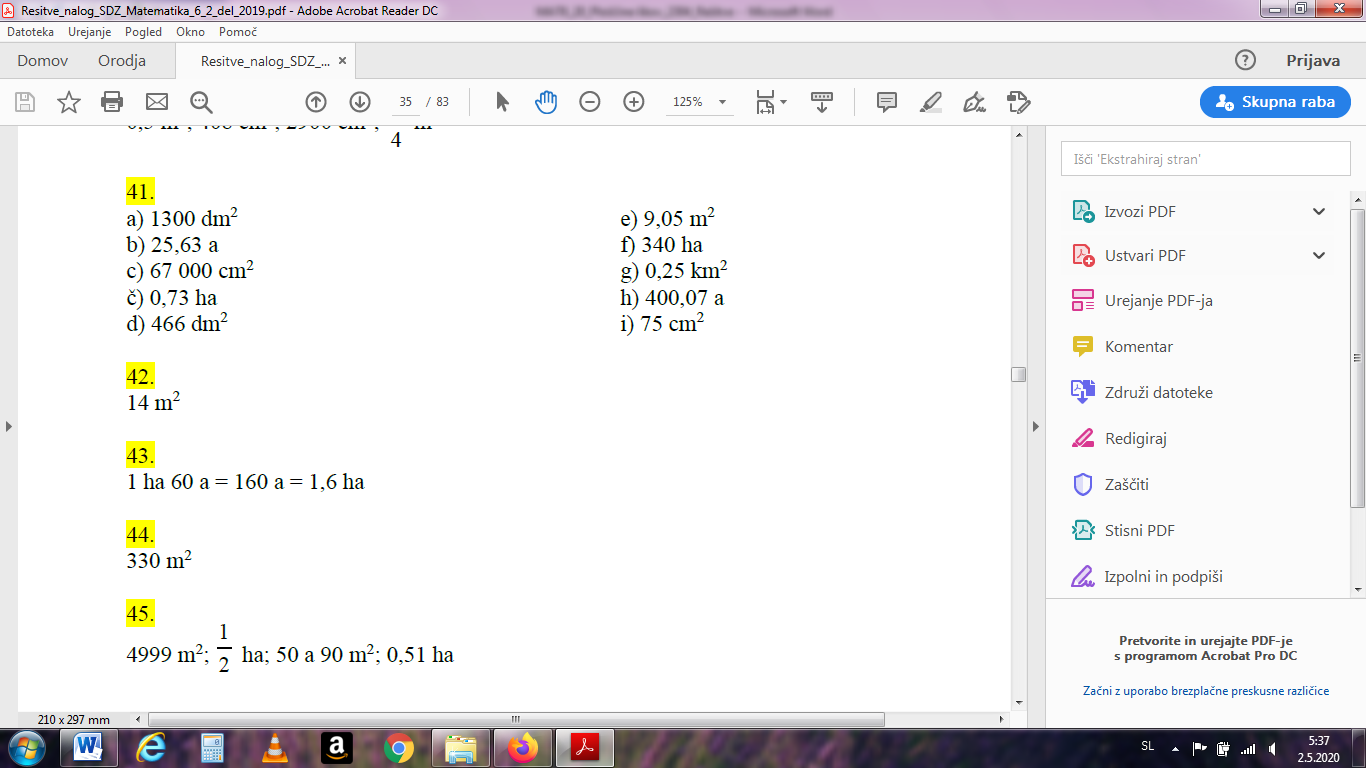 Resitve_nalog_SDZ_Matematika_6_2_del_2019.pdf - Adobe Acrobat Reader DC
Datoteka Urejanje Pogled Okno Pomoč
Domov Orodja Resitve_nalog_SDZ_... × Prijava
35 / 83 125% Skupna raba
4
41.
a) 1300 dm²
b) 25,63 a
c) 67 000 cm²
č) 0,73 ha
d) 466 dm²
e) 9,05 m²
f) 340 ha
g) 0,25 km²
h) 400,07 a
i) 75 cm²
42.
14 m²
43.
1 ha 60 a = 160 a = 1,6 ha
44.
330 m²
45.
4999 m²; 1/2 ha; 50 a 90 m²; 0,51 ha
210 x 297 mm
Išči 'Ekstrahiraj stran'
Izvozi PDF
Ustvari PDF
Urejanje PDF-ja
Komentar
Združi datoteke
Redigiraj
Zaščiti
Stisni PDF
Izpolni in podpiši
Pretvorite in urejajte PDF-je
s programom Acrobat Pro DC
Začni z uporabo brezplačne preskusne različice
SL 5:37
2.5.2020